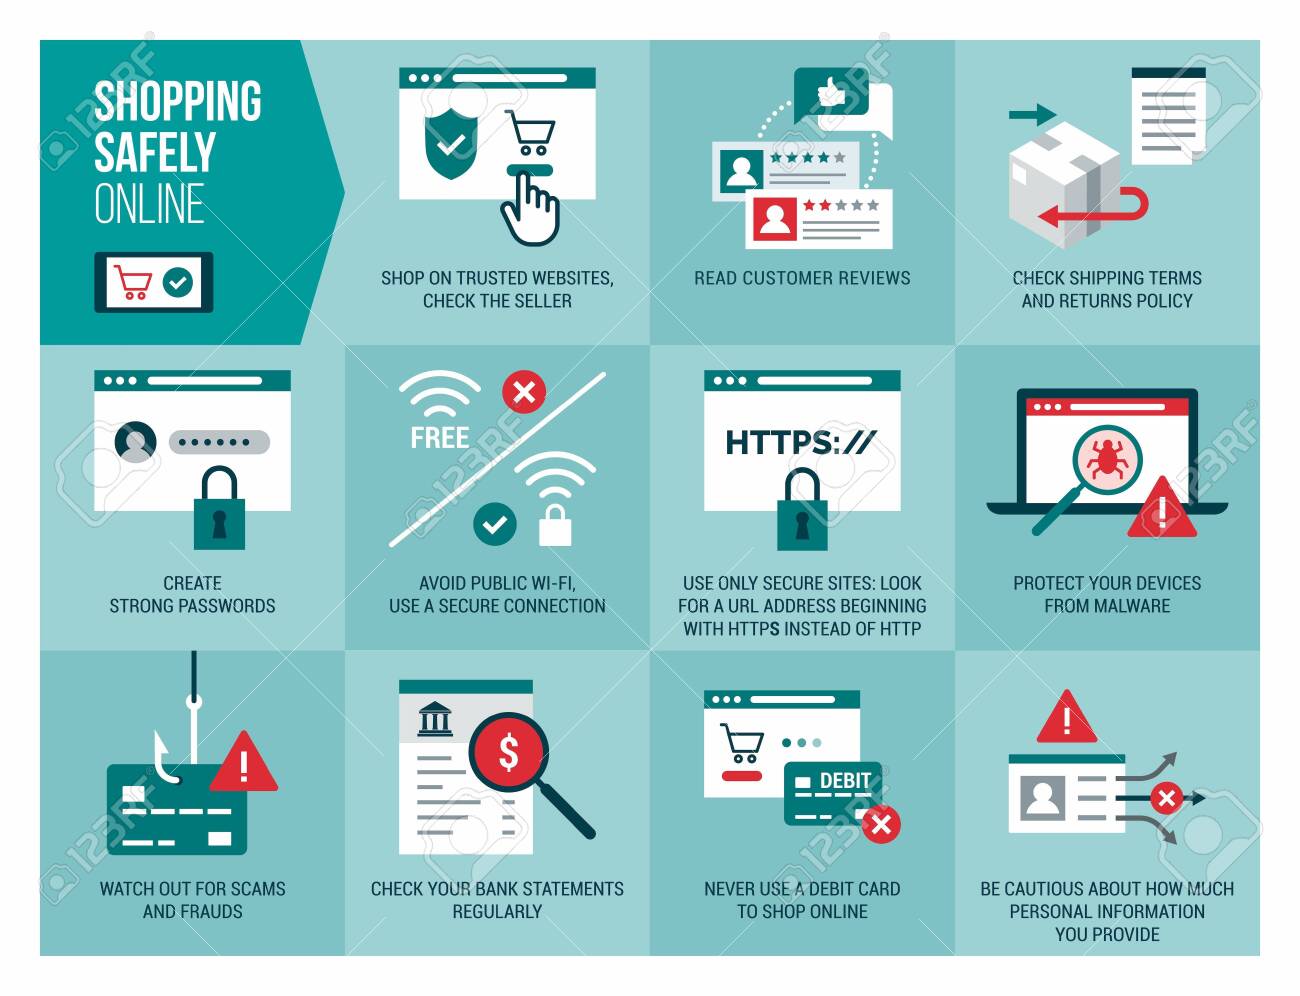 SHOPPING
SAFELY
ONLINE
SHOP ON TRUSTED WEBSITES,
CHECK THE SELLER
READ CUSTOMER REVIEWS
CHECK SHIPPING TERMS
AND RETURNS POLICY
CREATE
STRONG PASSWORDS
FREE
AVOID PUBLIC WI-FI,
USE A SECURE CONNECTION
HTTPS://
USE ONLY SECURE SITES: LOOK
FOR A URL ADDRESS BEGINNING
WITH HTTPS INSTEAD OF HTTP
PROTECT YOUR DEVICES
FROM MALWARE
WATCH OUT FOR SCAMS
AND FRAUDS
$
CHECK YOUR BANK STATEMENTS
REGULARLY
DEBIT
NEVER USE A DEBIT CARD
TO SHOP ONLINE
BE CAUTIOUS ABOUT HOW MUCH
PERSONAL INFORMATION
YOU PROVIDE
123RF